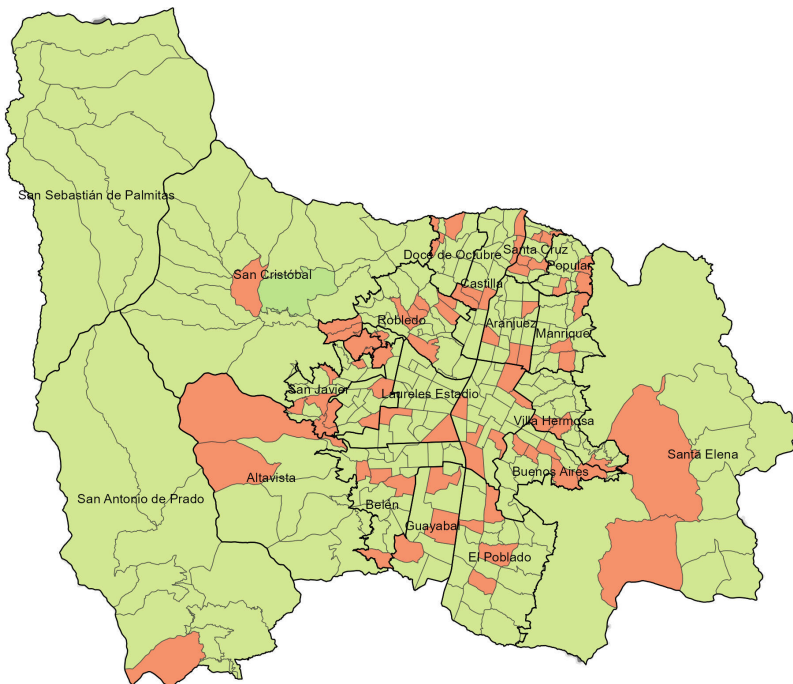 San Sebastián de Palmitas
San Cristóbal
Doce de Octubre
Santa Cruz
Popular
Castilla
Robledo
Aranjuez
Manrique
San Javier
Laureles Estadio
Villa Hermosa
Santa Elena
Buenos Aires
Altavista
San Antonio de Prado
Belén
Guayabal
El Poblado